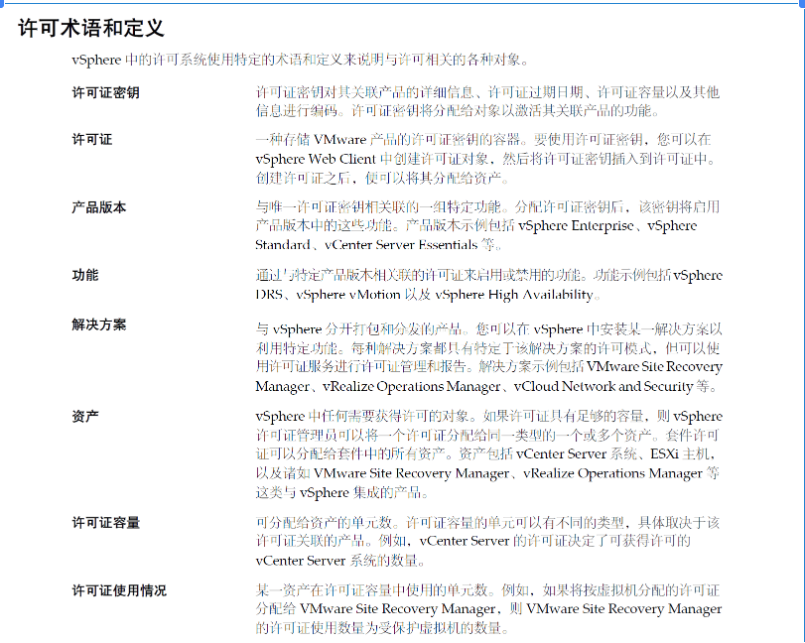 许可术语和定义
vSphere 中的许可系统使用特定的术语和定义来说明与许可相关的各种对象。
许可证密钥
许可证密钥对其关联产品的详细信息、许可证过期日期、许可证容量以及其他
信息进行编码。许可证密钥将分配给对象以激活其关联产品的功能。
许可证
一种存储 VMware 产品的许可证密钥的容器。要使用许可证密钥，您可以在
vSphere Web Client 中创建许可证对象，然后将许可证密钥插入到许可证中。
创建许可证之后，便可以将其分配给资产。
产品版本
与唯一许可证密钥相关联的一组特定功能。分配许可证密钥后，该密钥将启用
产品版本中的这些功能。产品版本示例包括 vSphere Enterprise、vSphere
Standard、vCenter Server Essentials 等。
功能
通过与特定产品版本相关联的许可证来启用或禁用的功能。功能示例包括 vSphere
DRS、vSphere vMotion 以及 vSphere High Availability。
解决方案
与 vSphere 分开打包和分发的产品。您可以在 vSphere 中安装某一解决方案以
利用特定功能。每种解决方案都具有特定于该解决方案的许可模式，但可以使
用许可证服务进行许可证管理和报告。解决方案示例包括 VMware Site Recovery
Manager、vRealize Operations Manager、vCloud Network and Security 等。
资产
vSphere 中任何需要获得许可的对象。如果许可证具有足够的容量，则 vSphere
许可证管理员可以将一个许可证分配给同一类型的一个或多个资产。套件许可证
可以分配给套件中的所有资产。资产包括 vCenter Server 系统、ESXi 主机，
以及诸如 VMware Site Recovery Manager、vRealize Operations Manager 等
这类与 vSphere 集成的产品。
许可证容量
可分配给资产的单元数。许可证容量的单元可以有不同的类型，具体取决于该
许可证关联的产品。例如，vCenter Server 的许可证决定了可获得许可的
vCenter Server 系统的数量。
许可证使用情况
某一资产在许可证容量中使用的单元数。例如，如果将按虚拟机分配的许可证
分配给 VMware Site Recovery Manager，则 VMware Site Recovery Manager
的许可证使用数量为受保护虚拟机的数量。